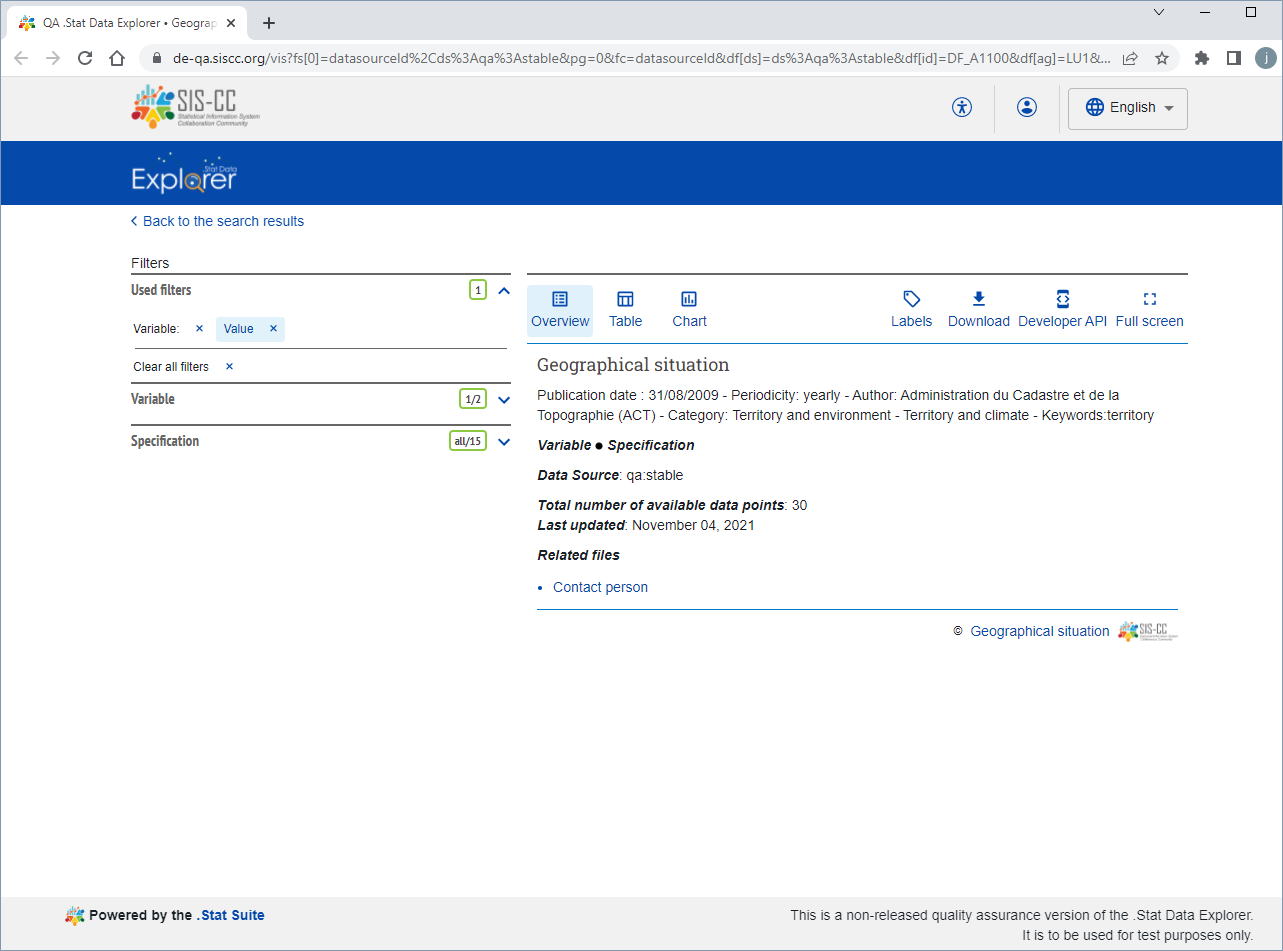 QA .Stat Data Explorer • Geograp
de-qa.siscc.org/vis?fs[0]=datasourceId%2Cds%3Aqa%3Astable&pg=0&fc=datasourceId&df[ds]=ds%3Aqa%3Astable&df[id]=DF_A1100&df[ag]=LU1&...
j
SIS-CC
Statistical Information System
Collaboration Community
English
.Stat Data
Explorer
Back to the search results
Filters
Used filters 1
Variable: × Value ×
Clear all filters ×
Variable 1/2
Specification all/15
Overview Table Chart Labels Download Developer API Full screen
Geographical situation
Publication date : 31/08/2009 - Periodicity: yearly - Author: Administration du Cadastre et de la
Topographie (ACT) - Category: Territory and environment - Territory and climate - Keywords:territory
Variable ● Specification
Data Source: qa:stable
Total number of available data points: 30
Last updated: November 04, 2021
Related files
• Contact person
© Geographical situation SIS-CC
Powered by the .Stat Suite
This is a non-released quality assurance version of the .Stat Data Explorer.
It is to be used for test purposes only.